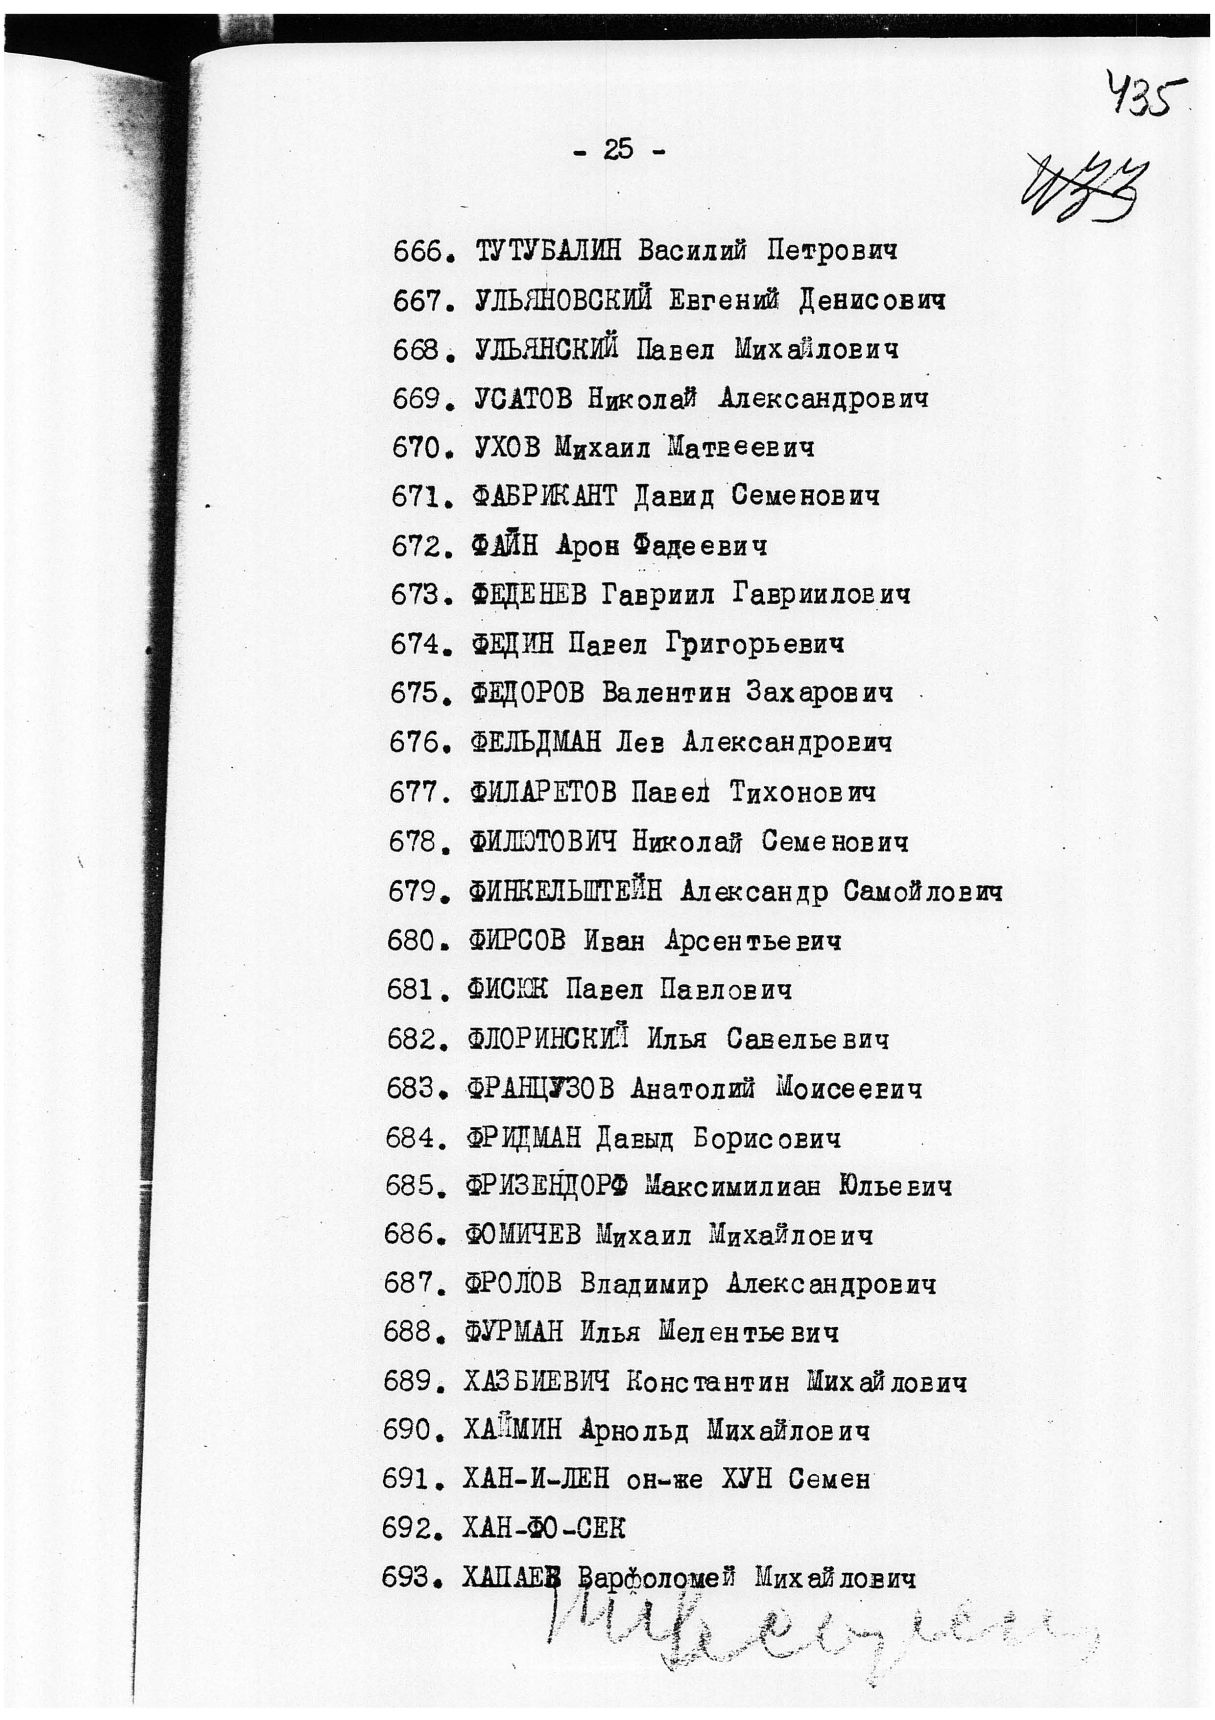 435
- 25 -
433
666. ТУТУБАЛИН Василий Петрович
667. УЛЬЯНОВСКИЙ Евгений Денисович
668. УЛЬЯНСКИЙ Павел Михайлович
669. УСАТОВ Николай Александрович
670. УХОВ Михаил Матвеевич
671. ФАБРИКАНТ Давид Семенович
672. ФАЙН Арон Фадеевич
673. ФЕДЕНЕВ Гавриил Гавриилович
674. ФЕДИН Павел Григорьевич
675. ФЕДОРОВ Валентин Захарович
676. ФЕЛЬДМАН Лев Александрович
677. ФИЛАРЕТОВ Павел Тихонович
678. ФИЛЮТОВИЧ Николай Семенович
679. ФИНКЕЛЬШТЕЙН Александр Самойлович
680. ФИРСОВ Иван Арсентьевич
681. ФИСЮК Павел Павлович
682. ФЛОРИНСКИЙ Илья Савельевич
683. ФРАНЦУЗОВ Анатолий Моисеевич
684. ФРИДМАН Давыд Борисович
685. ФРИЗЕНДОРФ Максимилиан Юльевич
686. ФОМИЧЕВ Михаил Михайлович
687. ФРОЛОВ Владимир Александрович
688. ФУРМАН Илья Мелентьевич
689. ХАЗБИЕВИЧ Константин Михайлович
690. ХАЙМИН Арнольд Михайлович
691. ХАН-И-ЛЕН он-же ХУН Семен
692. ХАН-ФО-СЕК
693. ХАПАЕВ Варфоломей Михайлович